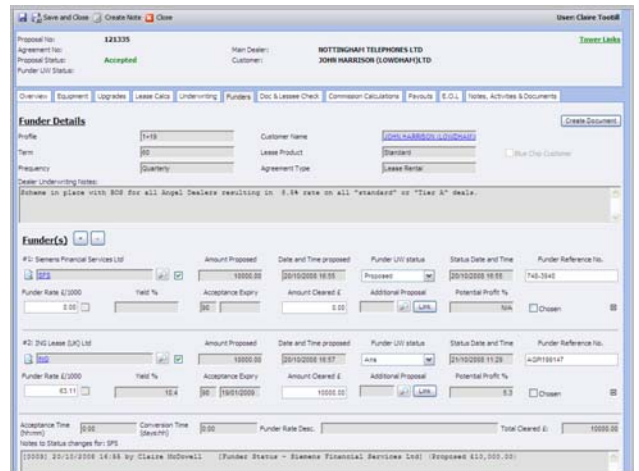 Save and Close Create Note Close User: Claire Tootill
Proposal No: 121335 Tower Links
Agreement No: Main Dealer: NOTTINGHAM TELEPHONES LTD
Proposal Status: Accepted Customer: JOHN HARRISON (LOWDHAM)LTD
Funder UW Status:
Overview Equipment Upgrades Lease Calcs Underwriting Funders Doc & Lessee Check Commission Calculations Payouts E.O.L Notes, Activities & Documents
Funder Details Create Document
Profile 1+19 Customer Name JOHN HARRISON (LOWDHAM)
Term 60 Lease Product Standard Blue Chip Customer
Frequency Quarterly Agreement Type Lease Rental
Dealer Underwriting Notes:
Scheme in place with SOS for all Angel Dealers resulting in 8.5% rate on all "standard" or "Tier A" deals.
Funder(s) + -
#1: Siemens Financial Services Ltd Amount Proposed Date and Time proposed Funder UW status Status Date and Time Funder Reference No.
SFS 10000.00 20/10/2008 16:55 Proposed 20/10/2008 16:55 748-3940
Funder Rate £/1000 Yield % Acceptance Expiry Amount Cleared £ Additional Proposal Potential Profit %
0.00 90 0.00 Link N/A Chosen
#2: ING Lease (UK) Ltd Amount Proposed Date and Time proposed Funder UW status Status Date and Time Funder Reference No.
ING 10000.00 20/10/2008 16:57 21/10/2008 11:29 AGR198147
Funder Rate £/1000 Yield % Acceptance Expiry Amount Cleared £ Additional Proposal Potential Profit %
63.11 10.4 90 19/01/2009 10000.00 Link 5.3 Chosen
Acceptance Time (hh:mm) 0:00 Conversion Time (days:hh) 0:00 Funder Rate Desc. Total Cleared £: 10000.00
Notes to Status changes for: SFS
[0008] 20/10/2008 16:55 by Claire McDowell [Funder Status - Siemens Financial Services Ltd] (Proposed £10,000.00)